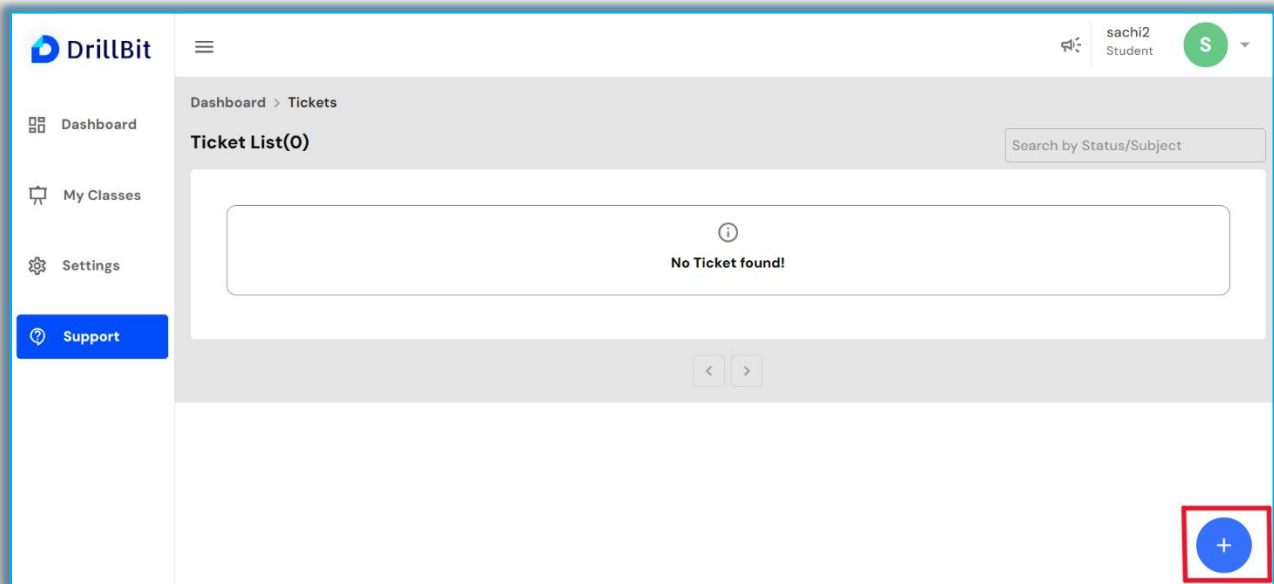 DrillBit
sachi2
Student
S
Dashboard > Tickets
Dashboard
Ticket List(0)
Search by Status/Subject
My Classes
No Ticket found!
Settings
Support
< >
+